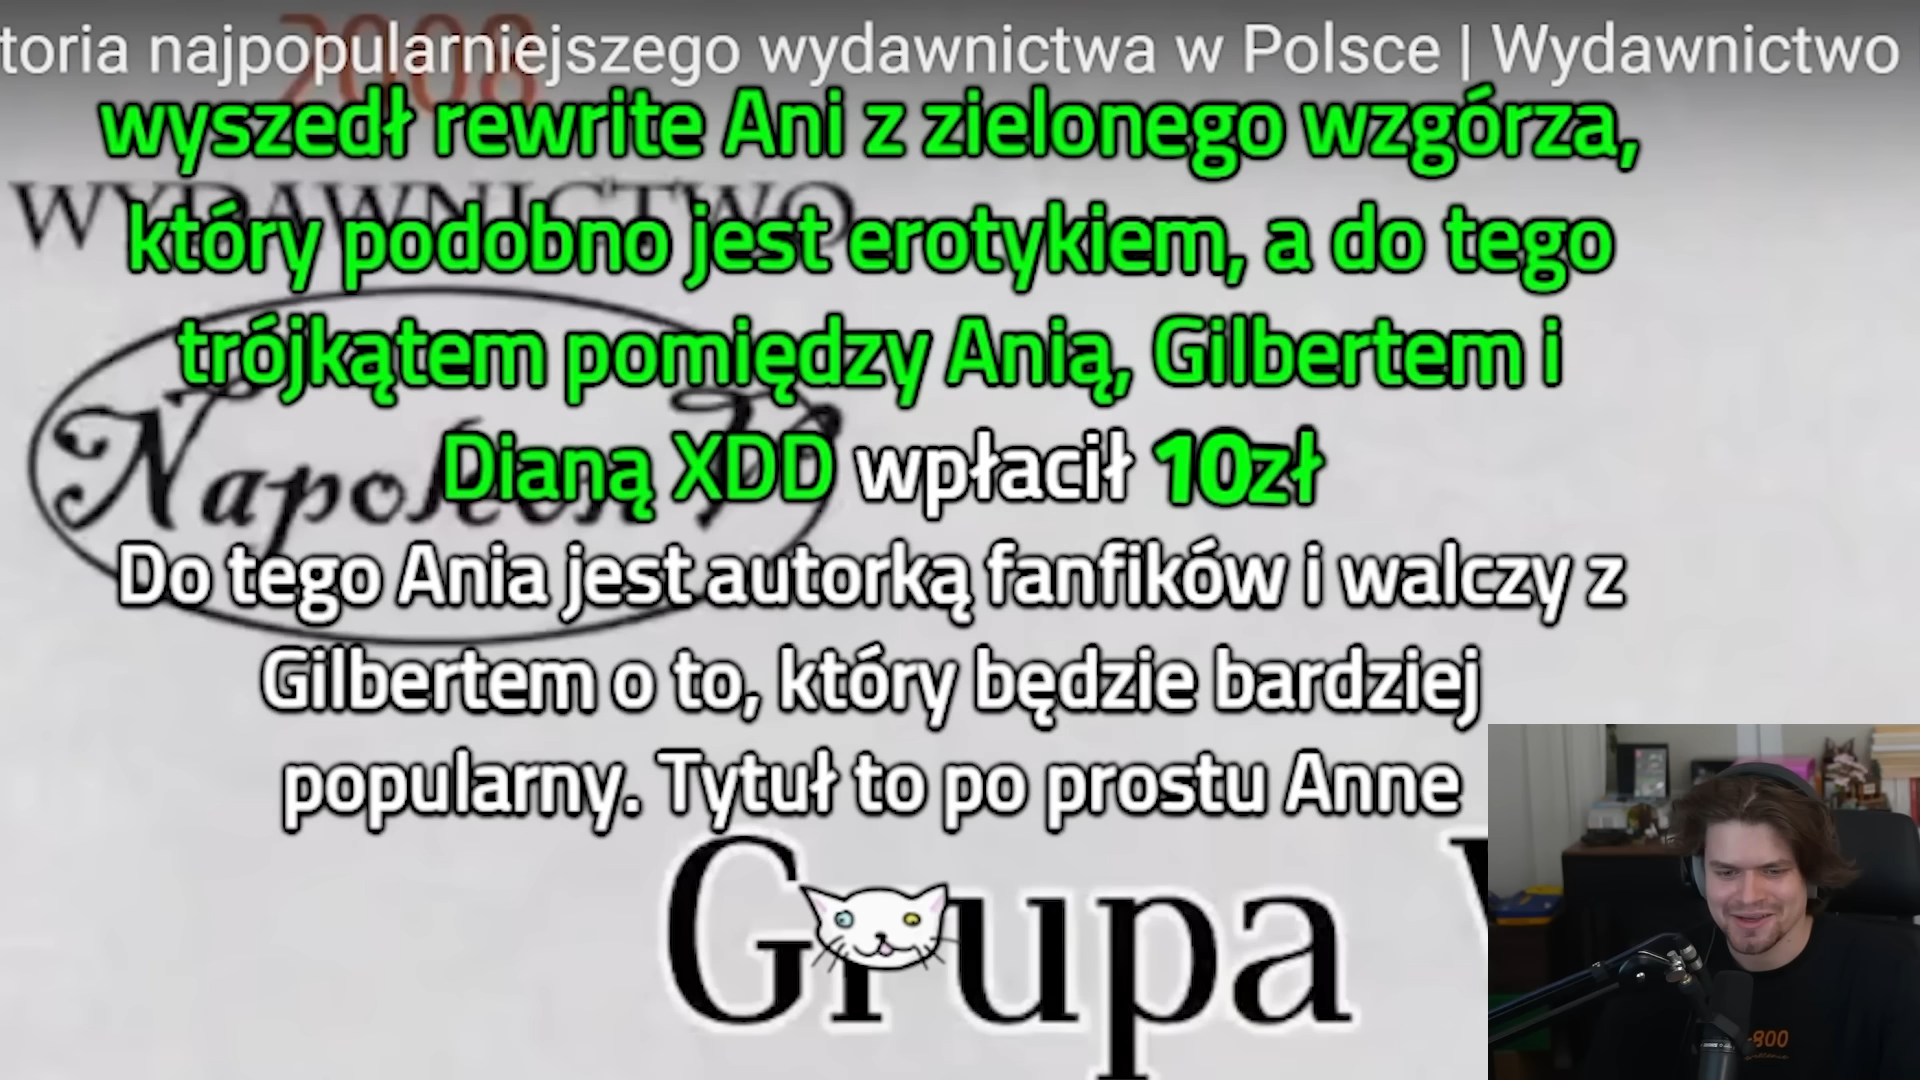 toria najpopularniejszego wydawnictwa w Polsce | Wydawnictwo
2008
wyszedł rewrite Ani z zielonego wzgórza,
WYDAWNICTWO
który podobno jest erotykiem, a do tego
trójkątem pomiędzy Anią, Gilbertem i
Napoleon V
Dianą XDD wpłacił 10zł
Do tego Ania jest autorką fanfików i walczy z
Gilbertem o to, który będzie bardziej
popularny. Tytuł to po prostu Anne
Grupa
-800